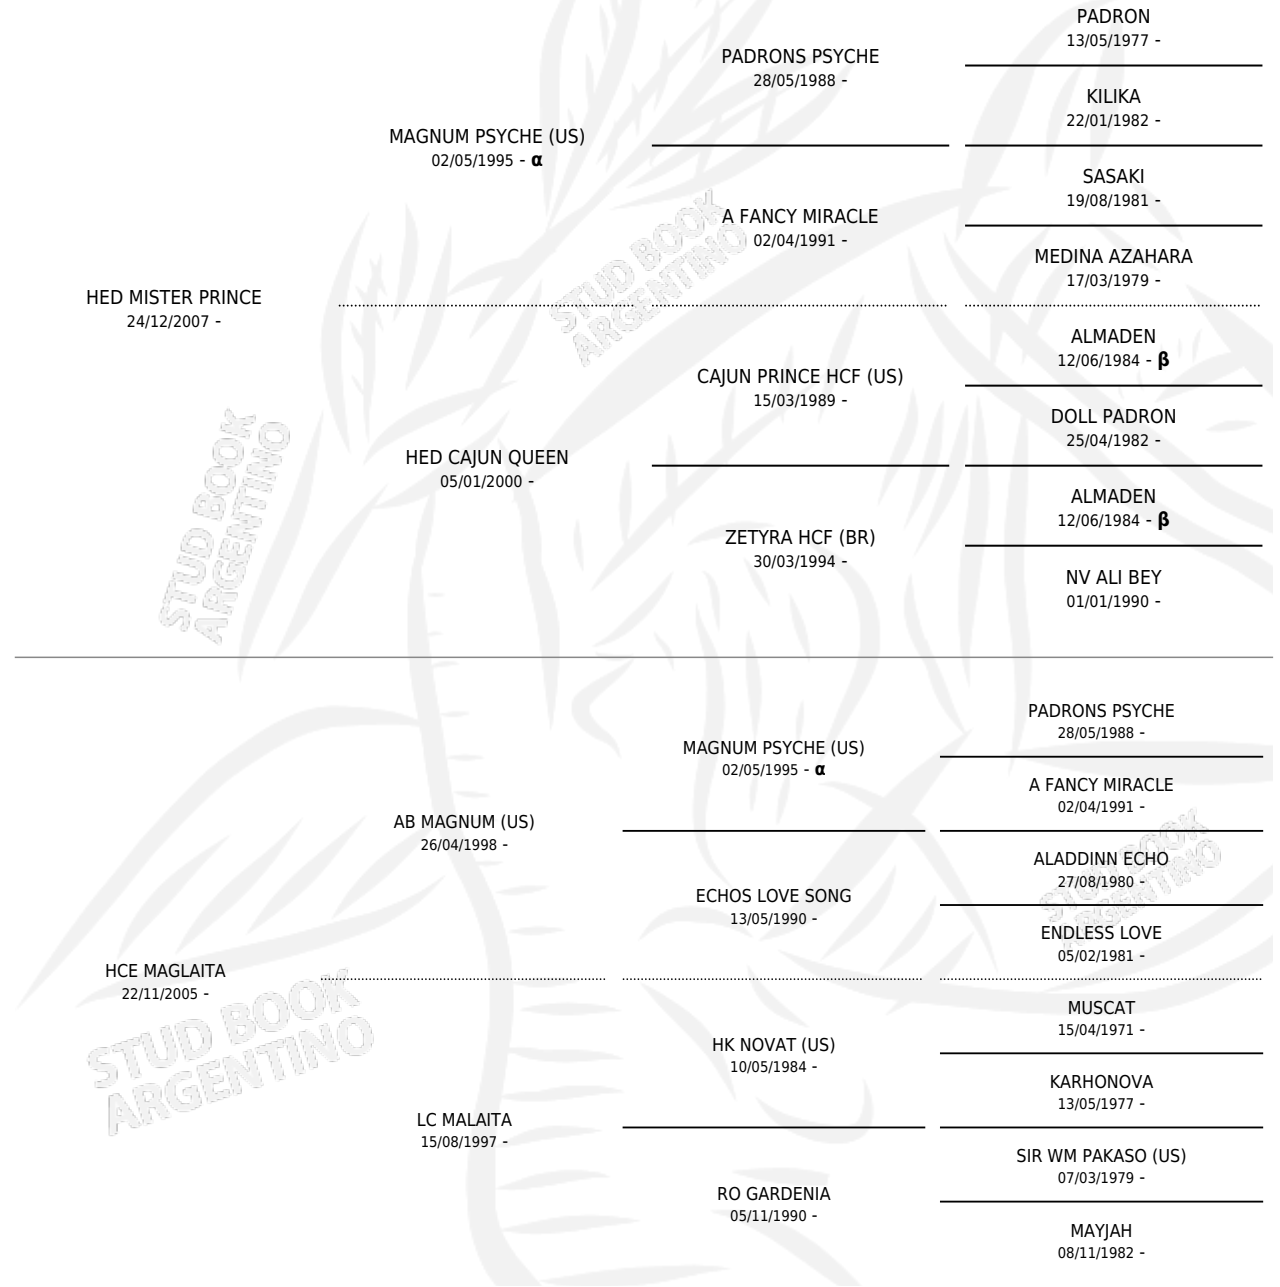 PADRON
13/05/1977 -
PADRONS PSYCHE
28/05/1988 -
KILIKA
22/01/1982 -
MAGNUM PSYCHE (US)
02/05/1995 - α
SASAKI
19/08/1981 -
A FANCY MIRACLE
02/04/1991 -
MEDINA AZAHARA
17/03/1979 -
HED MISTER PRINCE
24/12/2007 -
ALMADEN
12/06/1984 - β
CAJUN PRINCE HCF (US)
15/03/1989 -
DOLL PADRON
25/04/1982 -
HED CAJUN QUEEN
05/01/2000 -
ALMADEN
12/06/1984 - β
ZETYRA HCF (BR)
30/03/1994 -
NV ALI BEY
01/01/1990 -
PADRONS PSYCHE
28/05/1988 -
MAGNUM PSYCHE (US)
02/05/1995 - α
A FANCY MIRACLE
02/04/1991 -
AB MAGNUM (US)
26/04/1998 -
ALADDINN ECHO
27/08/1980 -
ECHOS LOVE SONG
13/05/1990 -
ENDLESS LOVE
05/02/1981 -
HCE MAGLAITA
22/11/2005 -
MUSCAT
15/04/1971 -
HK NOVAT (US)
10/05/1984 -
KARHONOVA
13/05/1977 -
LC MALAITA
15/08/1997 -
SIR WM PAKASO (US)
07/03/1979 -
RO GARDENIA
05/11/1990 -
MAYJAH
08/11/1982 -
STUD BOOK
ARGENTINO
STUD BOOK
ARGENTINO
STUD BOOK
ARGENTINO
STUD BOOK
ARGENTINO